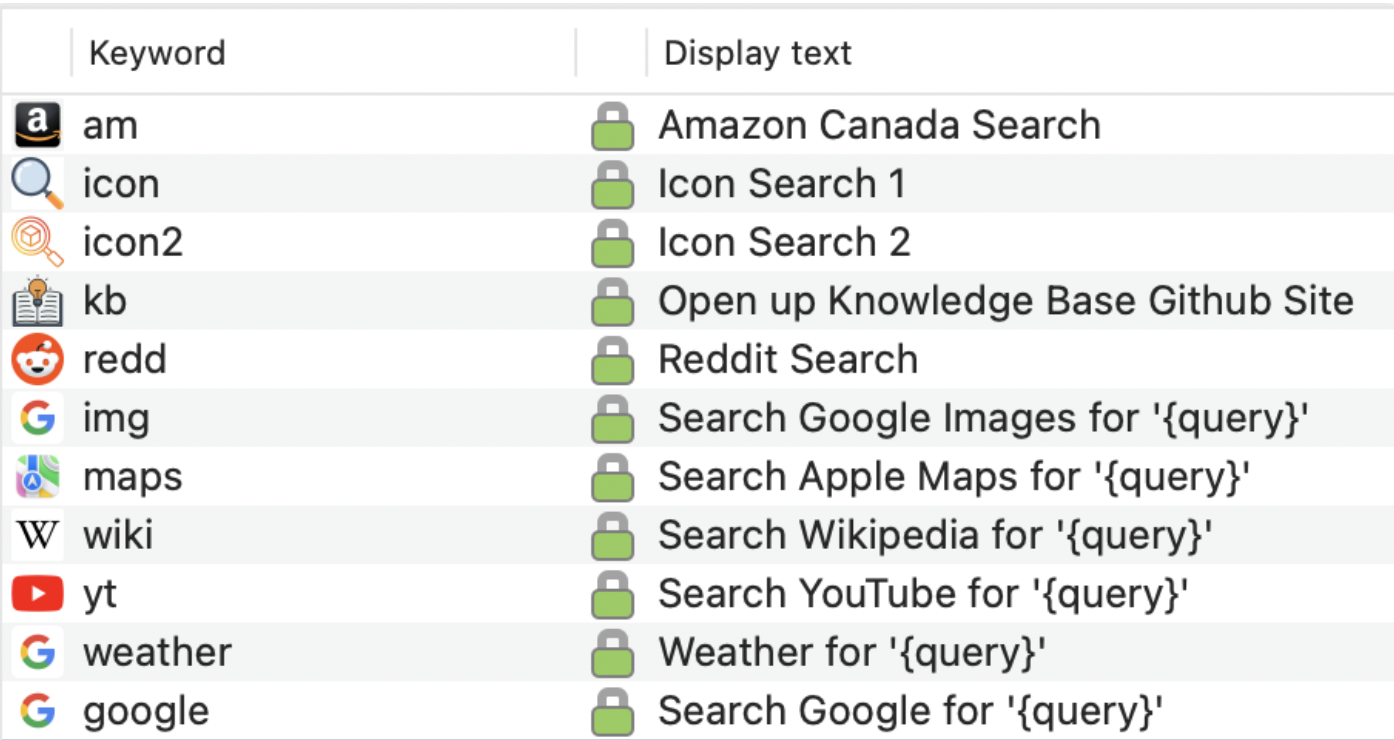 Keyword Display text
am Amazon Canada Search
icon Icon Search 1
icon2 Icon Search 2
kb Open up Knowledge Base Github Site
redd Reddit Search
img Search Google Images for '{query}'
maps Search Apple Maps for '{query}'
W wiki Search Wikipedia for '{query}'
yt Search YouTube for '{query}'
weather Weather for '{query}'
google Search Google for '{query}'